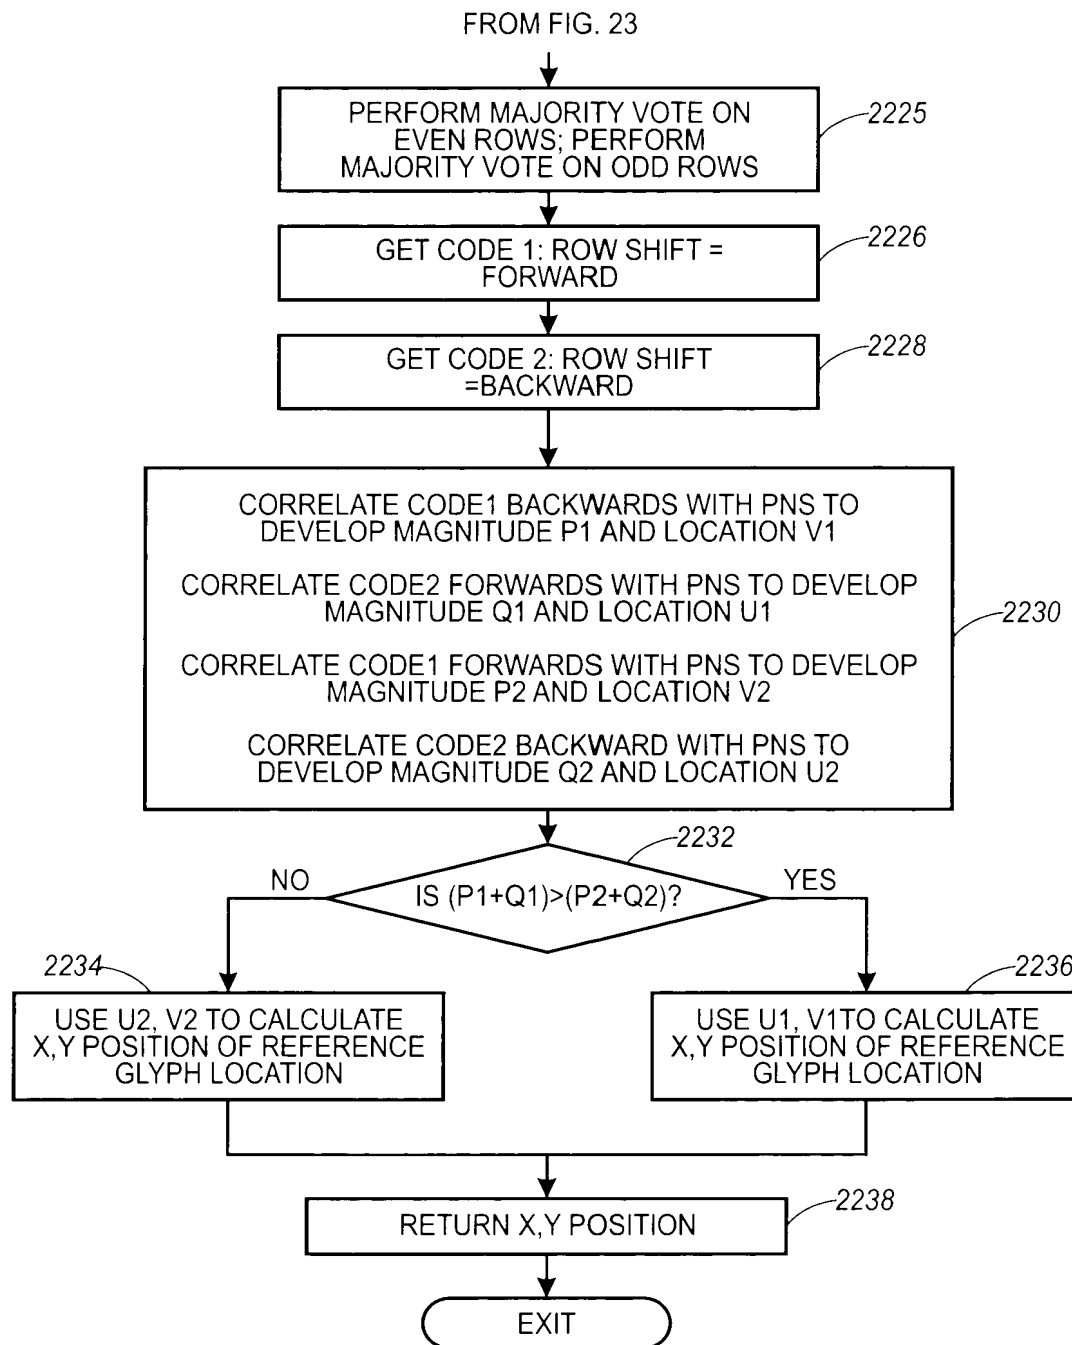 FROM FIG. 23
PERFORM MAJORITY VOTE ON
EVEN ROWS; PERFORM
MAJORITY VOTE ON ODD ROWS
2225
GET CODE 1: ROW SHIFT =
FORWARD
2226
GET CODE 2: ROW SHIFT
=BACKWARD
2228
CORRELATE CODE1 BACKWARDS WITH PNS TO
DEVELOP MAGNITUDE P1 AND LOCATION V1
CORRELATE CODE2 FORWARDS WITH PNS TO DEVELOP
MAGNITUDE Q1 AND LOCATION U1
CORRELATE CODE1 FORWARDS WITH PNS TO DEVELOP
MAGNITUDE P2 AND LOCATION V2
CORRELATE CODE2 BACKWARD WITH PNS TO
DEVELOP MAGNITUDE Q2 AND LOCATION U2
2230
2232
NO
IS (P1+Q1)>(P2+Q2)?
YES
2234
USE U2, V2 TO CALCULATE
X,Y POSITION OF REFERENCE
GLYPH LOCATION
2236
USE U1, V1TO CALCULATE
X,Y POSITION OF REFERENCE
GLYPH LOCATION
RETURN X,Y POSITION
2238
EXIT